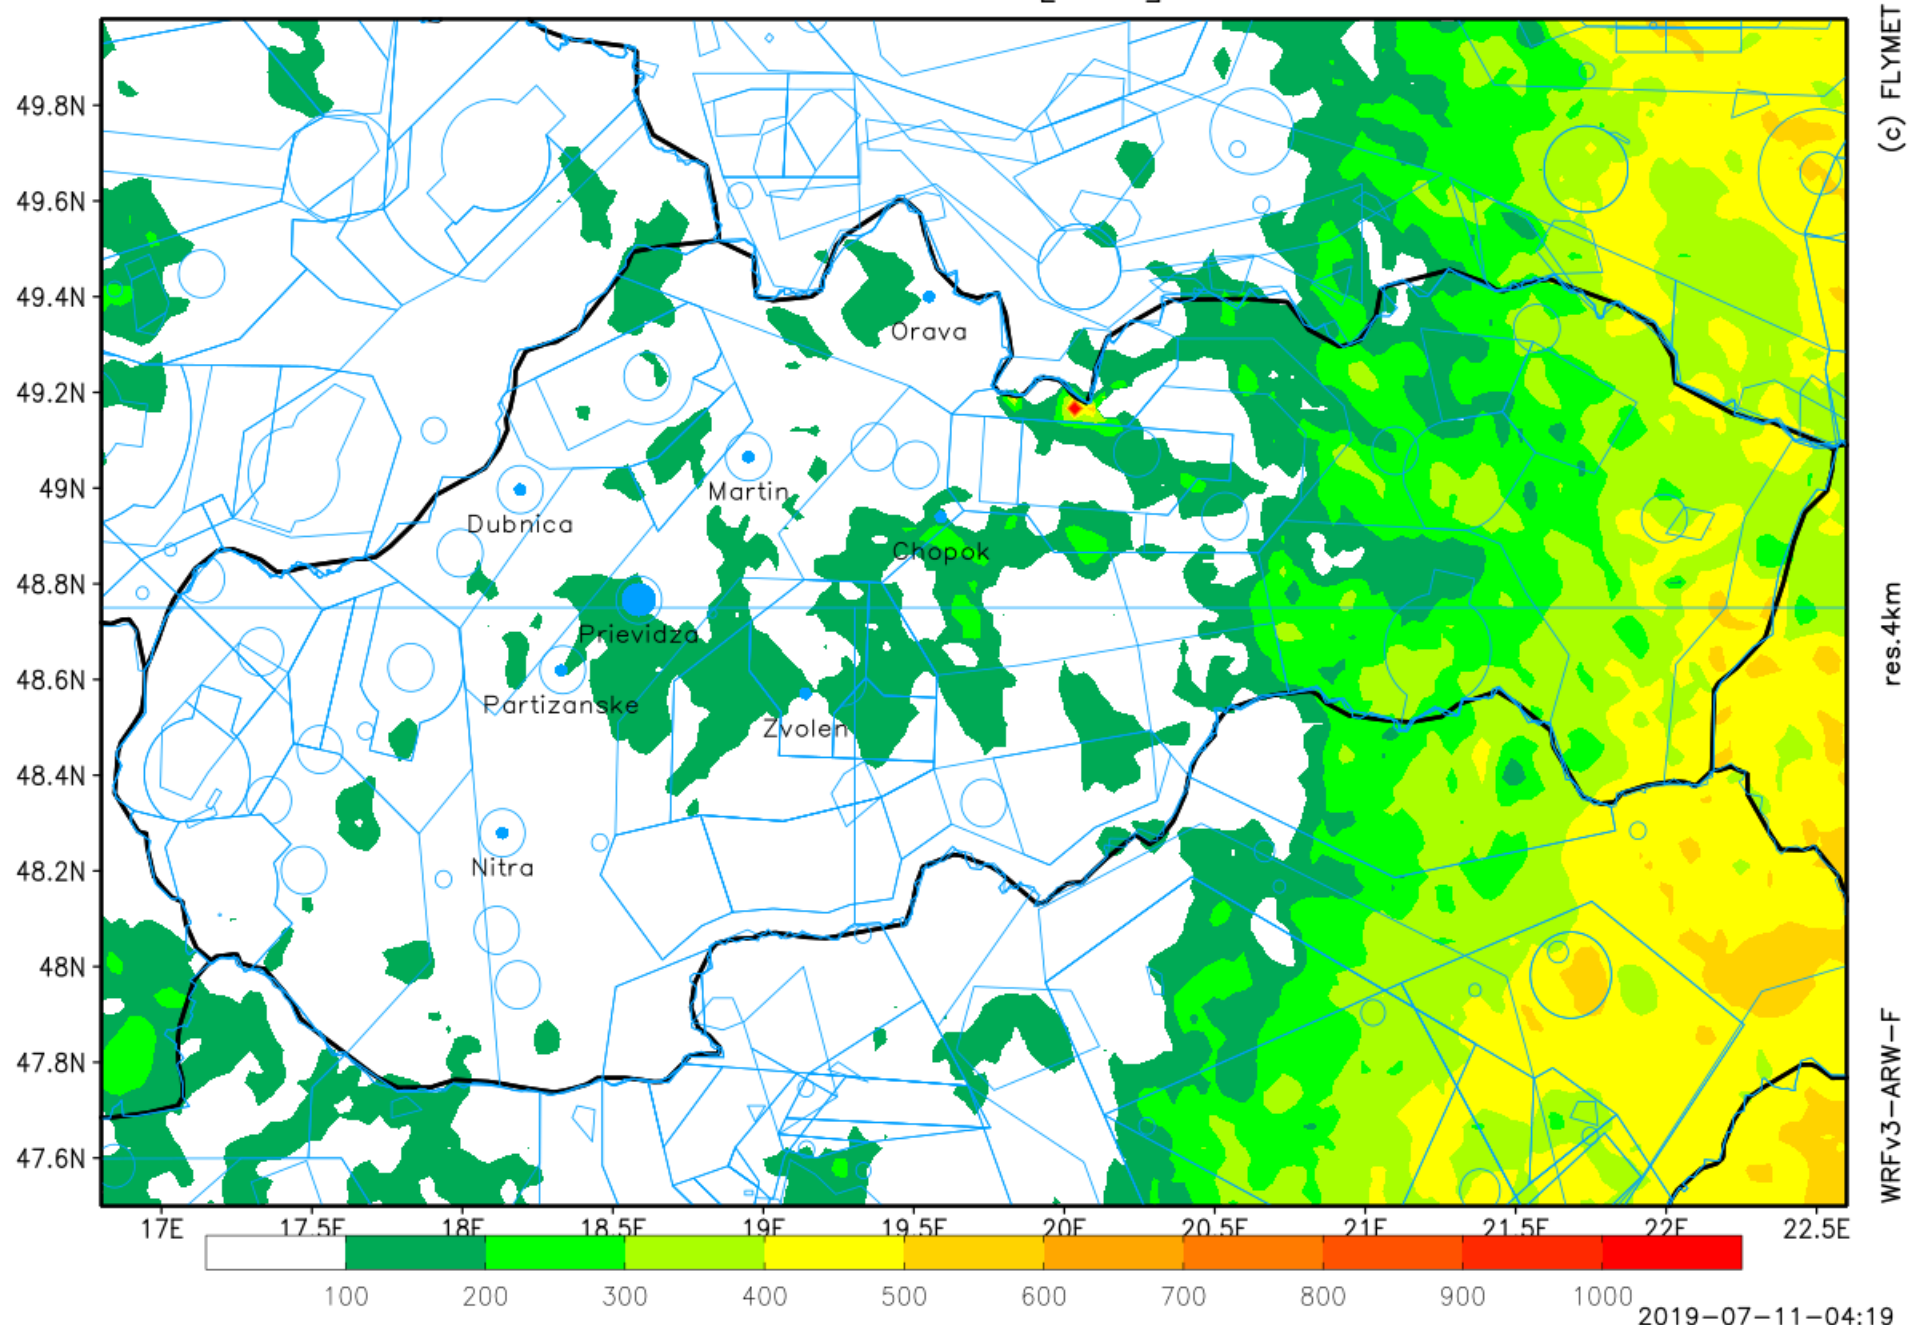 (c) FLYMET
49.8N
49.6N
49.4N
Orava
49.2N
49N
Martin
Dubnica
Chopok
48.8N
res.4km
Prievidza
48.6N
Partizanske
Zvolen
48.4N
Nitra
48.2N
48N
47.8N
WRFv3-ARW-F
47.6N
17E 17.5E 18E 18.5E 19E 19.5E 20E 20.5E 21E 21.5E 22E 22.5E
100 200 300 400 500 600 700 800 900 1000
2019-07-11-04:19